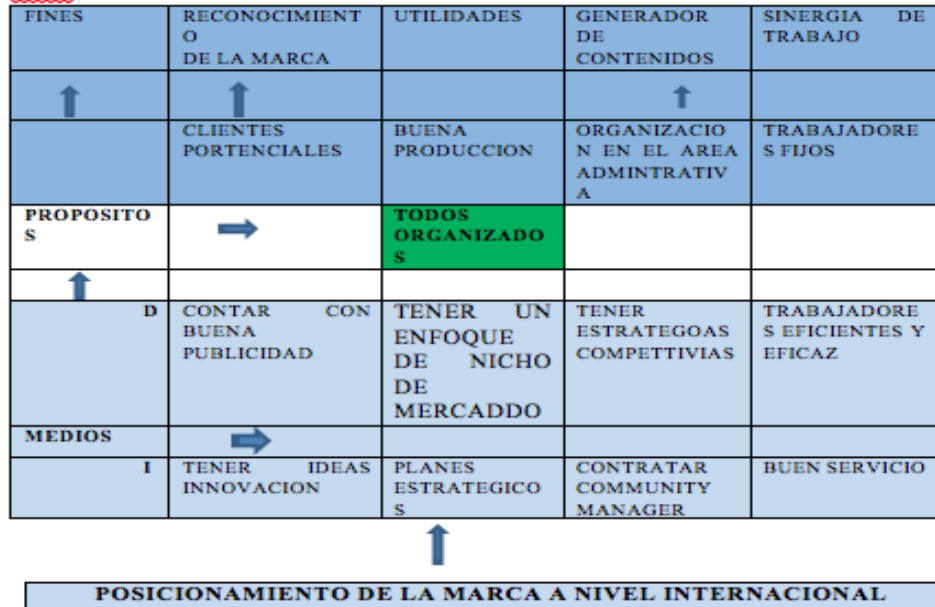 FINES
RECONOCIMIENT
O
DE LA MARCA
UTILIDADES
GENERADOR
DE
CONTENIDOS
SINERGIA DE
TRABAJO
CLIENTES
PORTENCIALES
BUENA
PRODUCCION
ORGANIZACIO
N EN EL AREA
ADMINTRATIV
A
TRABAJADORE
S FIJOS
PROPOSITO
S
TODOS
ORGANIZADO
S
D
CONTAR CON
BUENA
PUBLICIDAD
TENER UN
ENFOQUE
DE NICHO
DE
MERCADDO
TENER
ESTRATEGOAS
COMPETTIVIAS
TRABAJADORE
S EFICIENTES Y
EFICAZ
MEDIOS
I
TENER IDEAS
INNOVACION
PLANES
ESTRATEGICO
S
CONTRATAR
COMMUNITY
MANAGER
BUEN SERVICIO
POSICIONAMIENTO DE LA MARCA A NIVEL INTERNACIONAL